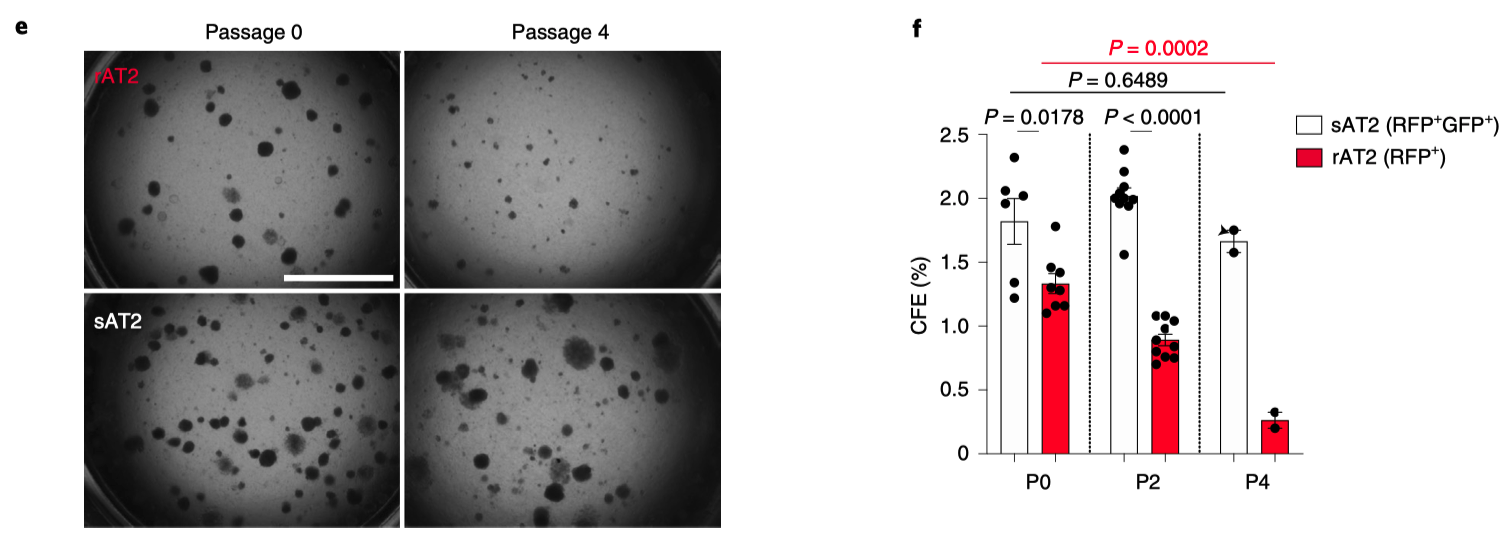 e
Passage 0
Passage 4
rAT2
sAT2
f
P = 0.0002
P = 0.6489
P = 0.0178
P < 0.0001
2.5
2.0
1.5
1.0
0.5
0
CFE (%)
P0
P2
P4
sAT2 (RFP⁺GFP⁺)
rAT2 (RFP⁺)